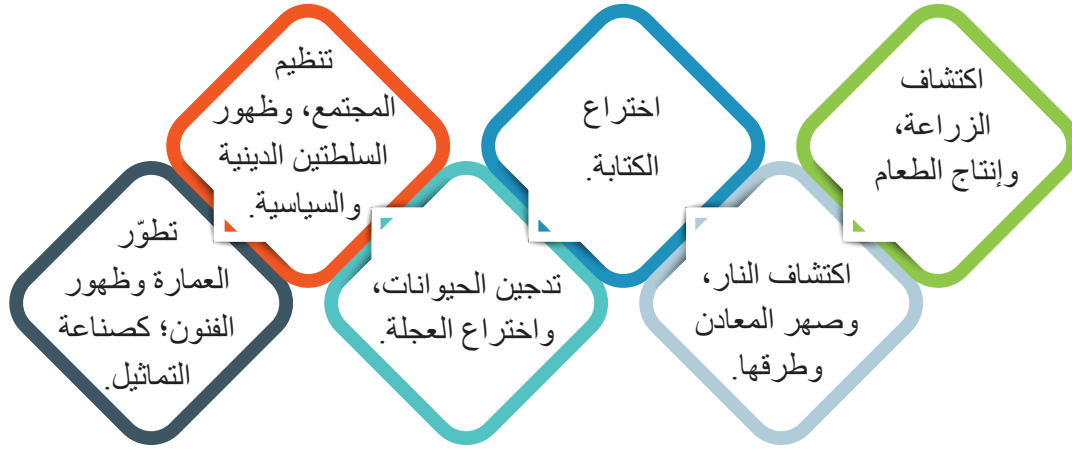 اكتشاف
الزراعة،
وإنتاج الطعام
اكتشاف النار،
وصهر المعادن
وطرقها.
اختراع
الكتابة.
تدجين الحيوانات،
واختراع العجلة.
تنظيم
المجتمع، وظهور
السلطتين الدينية
والسياسية.
تطوّر
العمارة وظهور
الفنون؛ كصناعة
التماثيل.